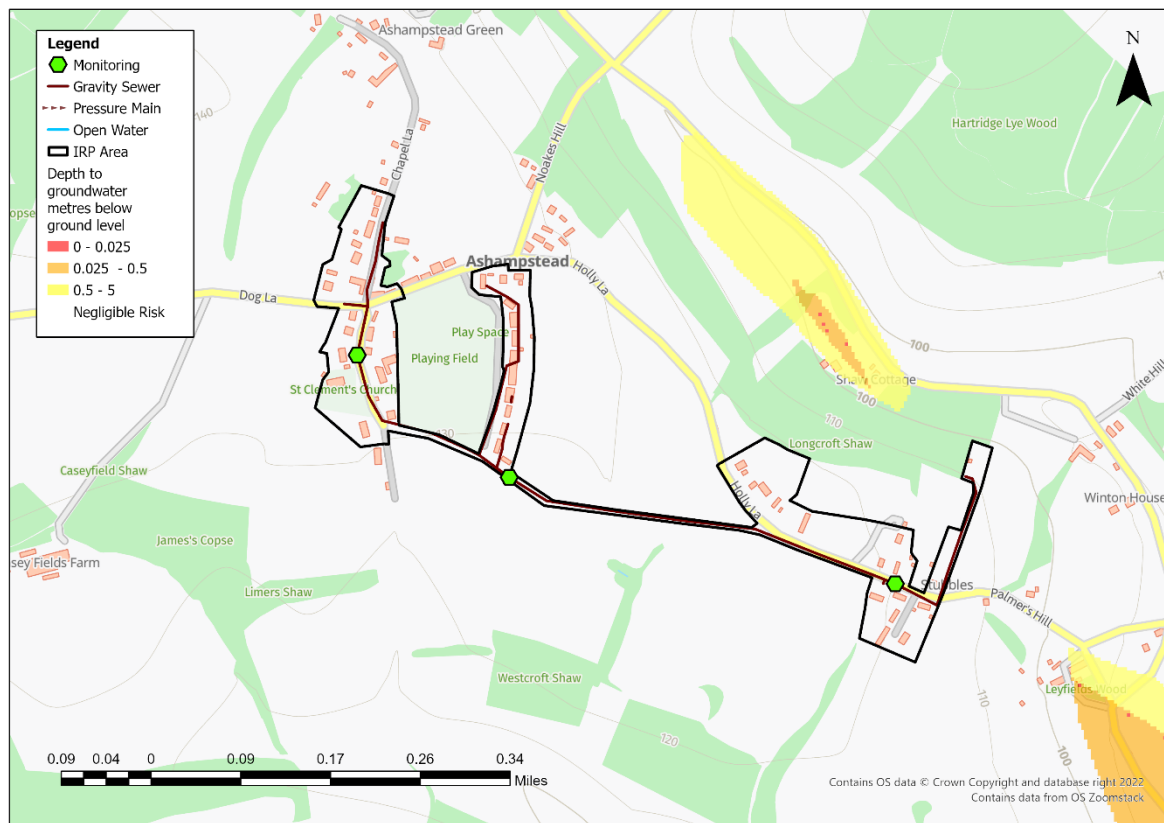 Legend
Monitoring
Gravity Sewer
Pressure Main
Open Water
IRP Area
Depth to
groundwater
metres below
ground level
0 - 0.025
0.025 - 0.5
0.5 - 5
Negligible Risk
Ashampstead Green
N
Hartridge Lye Wood
140
Chapel La
Noakes Hill
Copse
Ashampstead
Holly La
Dog La
Play Space
Playing Field
100
Shaw Cottage
100
White Hill
St Clement's Church
110
130
Longcroft Shaw
Caseyfield Shaw
Holly La
Winton House
James's Copse
sey Fields Farm
Limers Shaw
Stubbles
Palmer's Hill
Westcroft Shaw
Leyfields Wood
110
120
100
0.09 0.04 0 0.09 0.17 0.26 0.34
Miles
Contains OS data © Crown Copyright and database right 2022
Contains data from OS Zoomstack